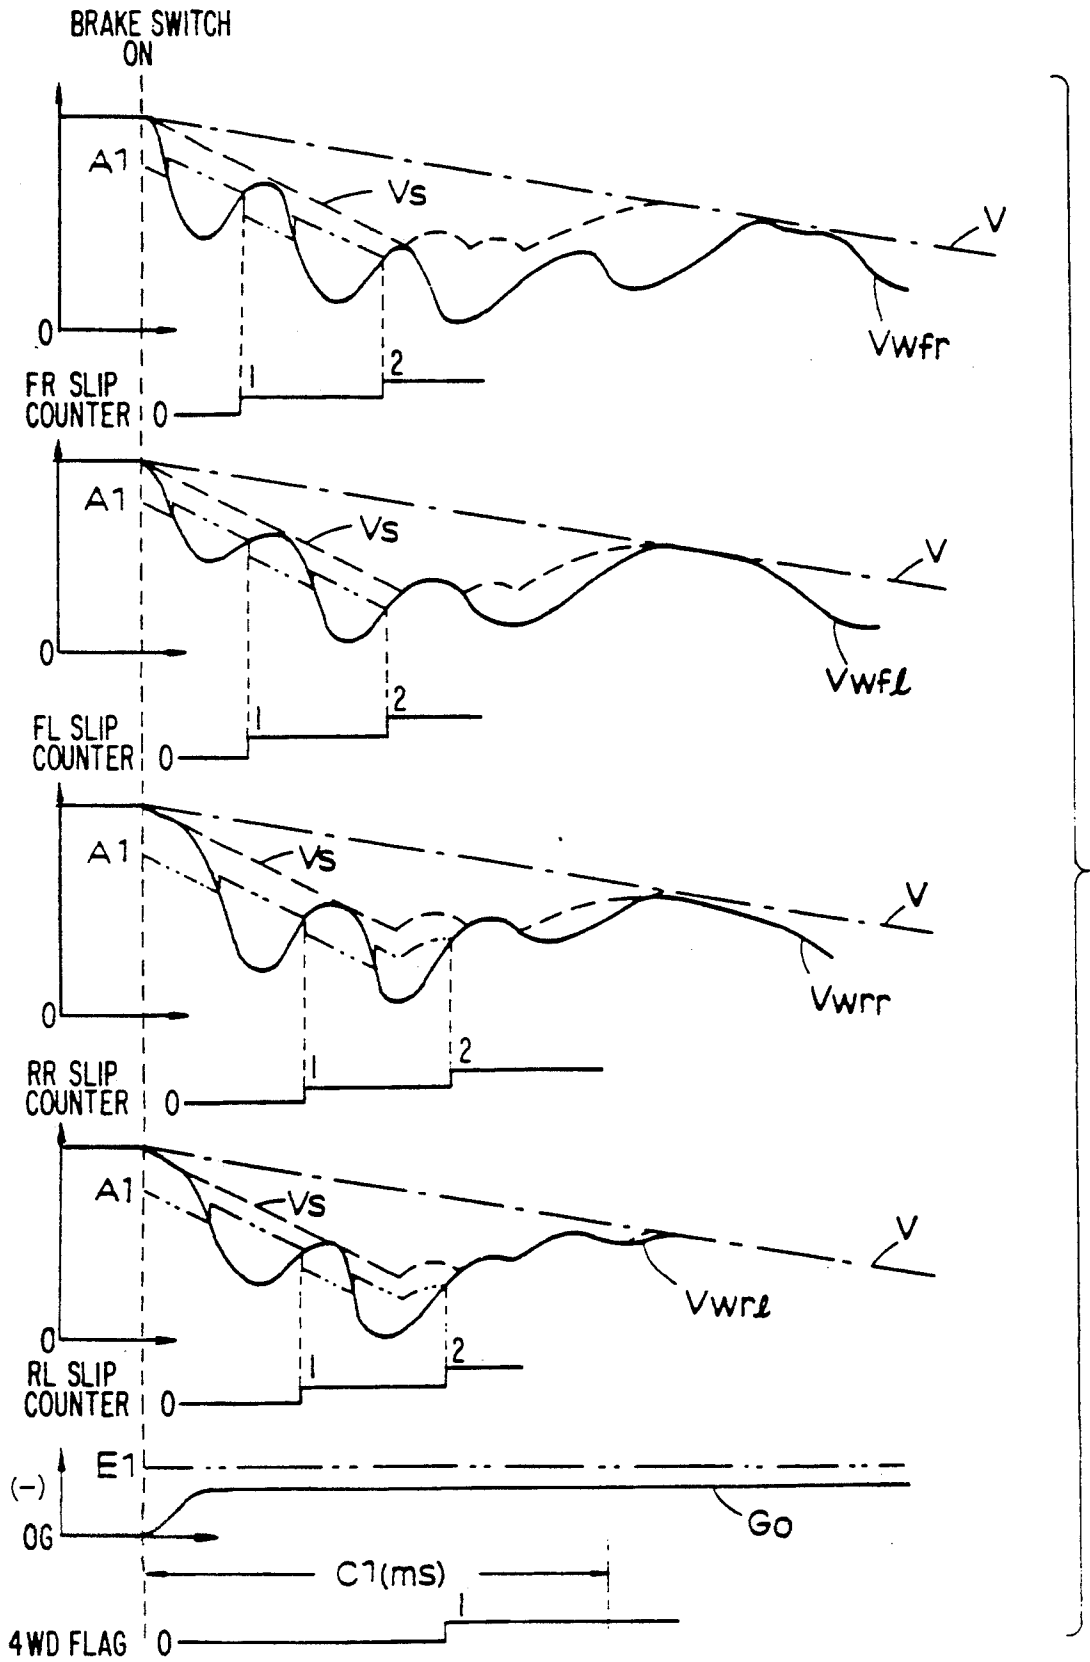 BRAKE SWITCH
ON
A1
Vs
V
0
Vwfr
FR SLIP
COUNTER 0
1
2
A1
Vs
V
0
Vwfl
FL SLIP
COUNTER 0
1
2
A1
Vs
V
0
Vwrr
RR SLIP
COUNTER 0
1
2
A1
Vs
V
0
Vwrl
RL SLIP
COUNTER 0
1
2
E1
(-)
0G
Go
C1(ms)
4WD FLAG 0
1